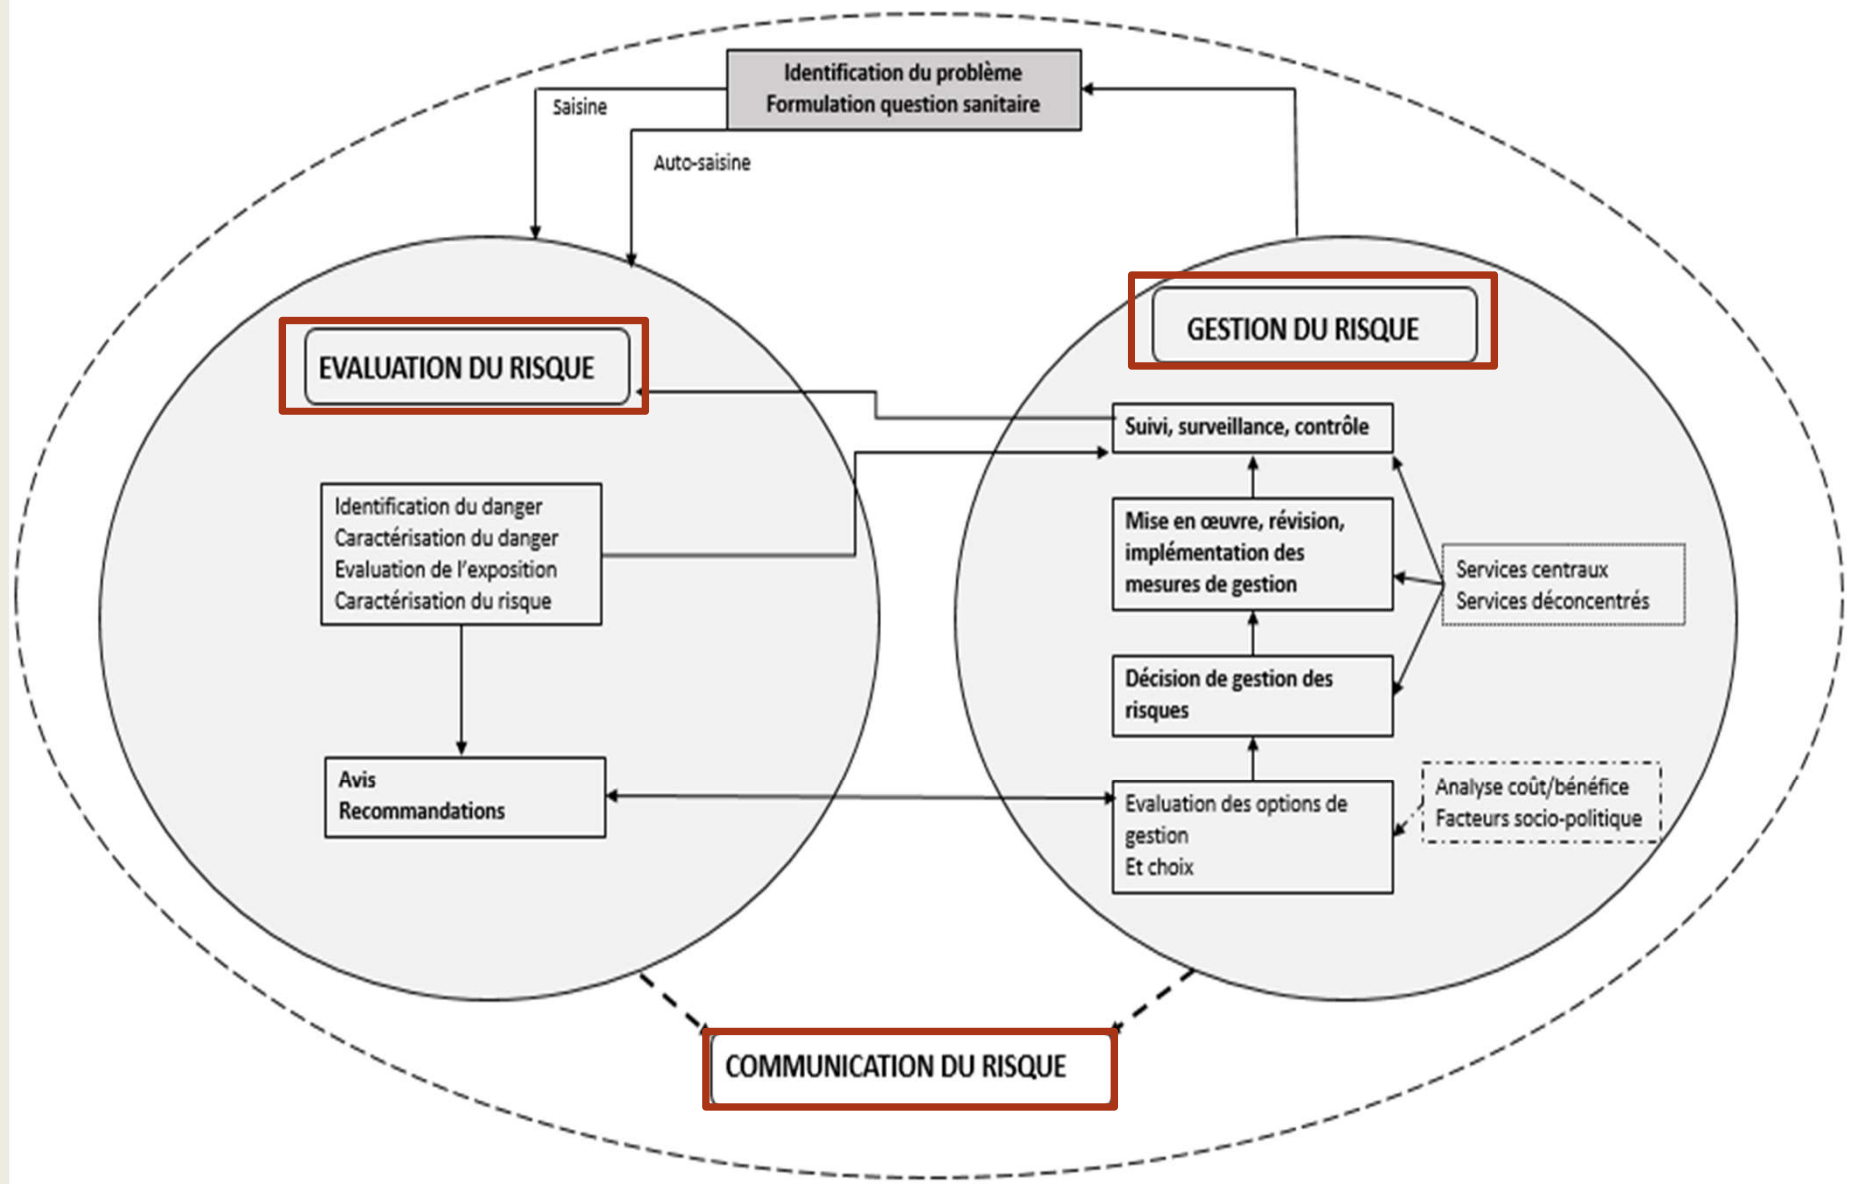 Identification du problème
Formulation question sanitaire
Saisine
Auto-saisine
EVALUATION DU RISQUE
Identification du danger
Caractérisation du danger
Evaluation de l'exposition
Caractérisation du risque
Avis
Recommandations
GESTION DU RISQUE
Suivi, surveillance, contrôle
Mise en œuvre, révision,
implémentation des
mesures de gestion
Services centraux
Services déconcentrés
Décision de gestion des
risques
Evaluation des options de
gestion
Et choix
Analyse coût/bénéfice
Facteurs socio-politique
COMMUNICATION DU RISQUE